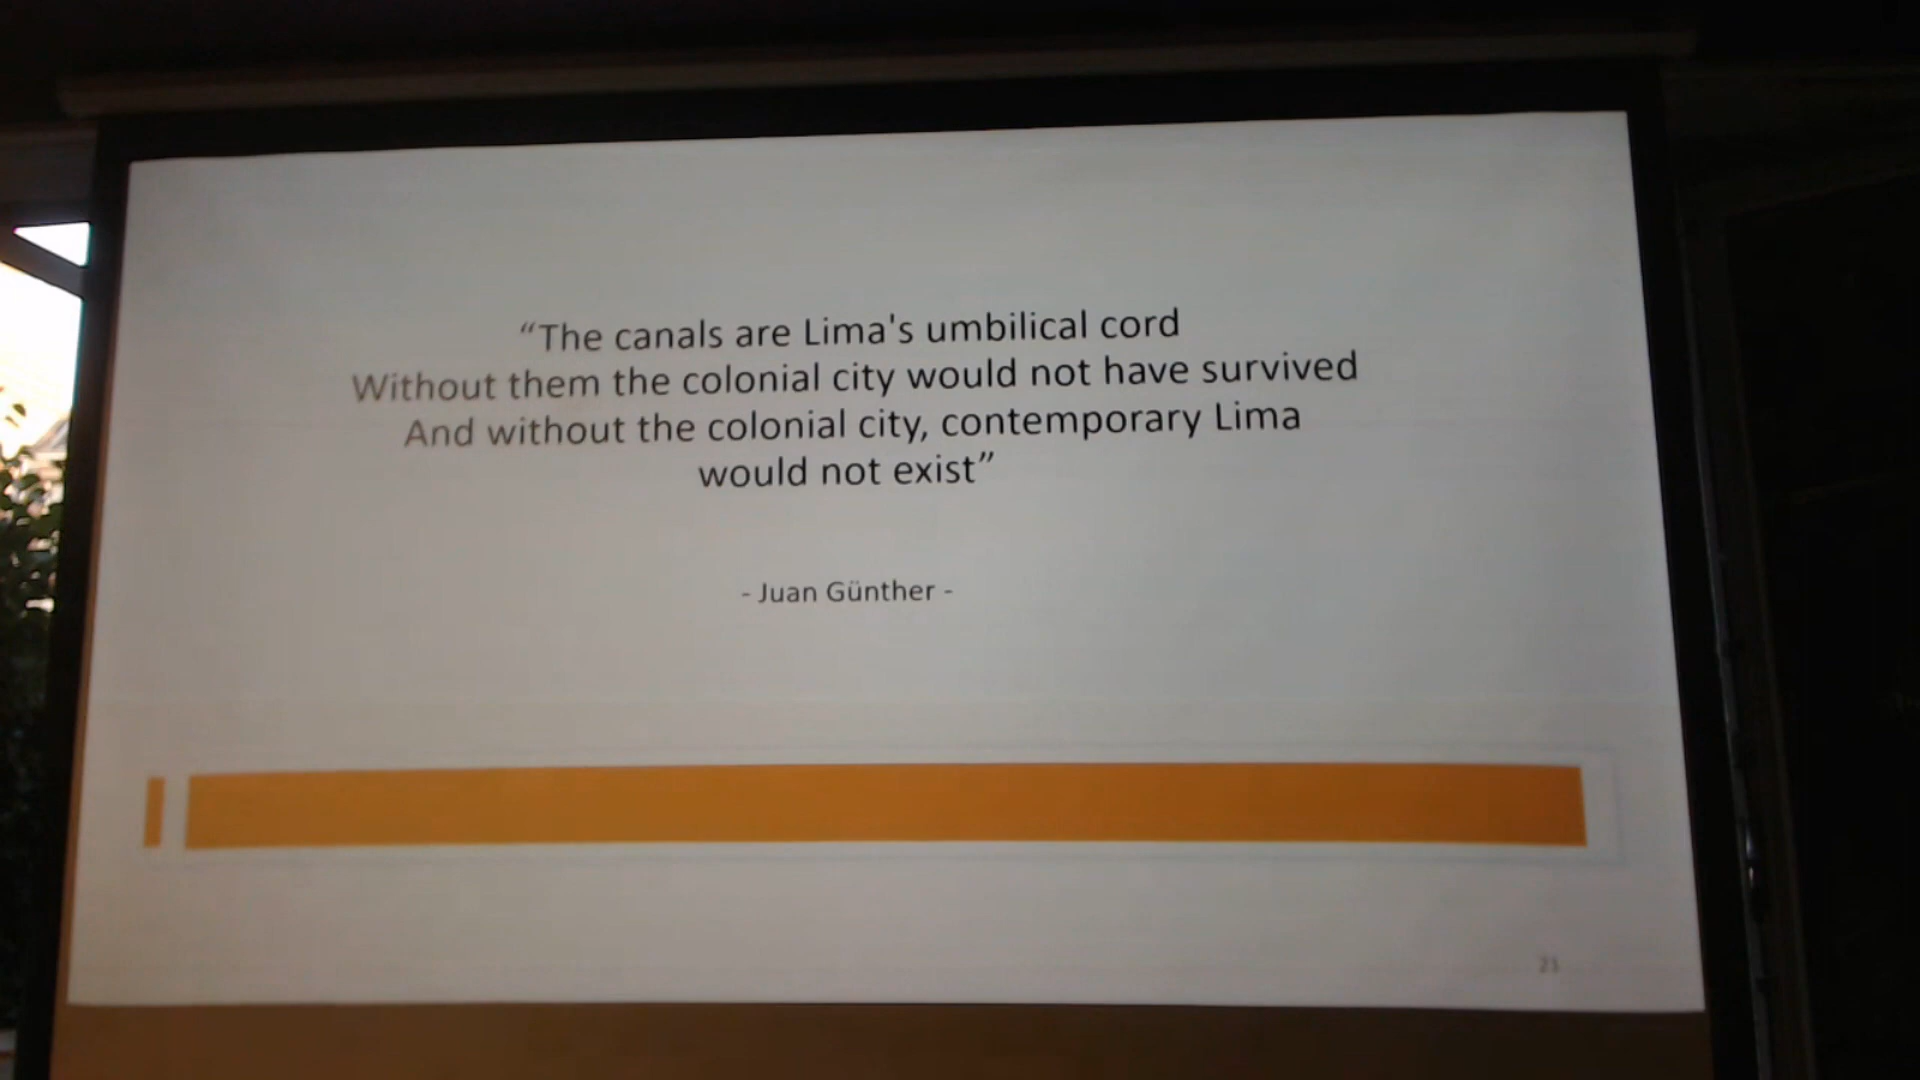 “The canals are Lima's umbilical cord
Without them the colonial city would not have survived
And without the colonial city, contemporary Lima
would not exist”
- Juan Günther -
21